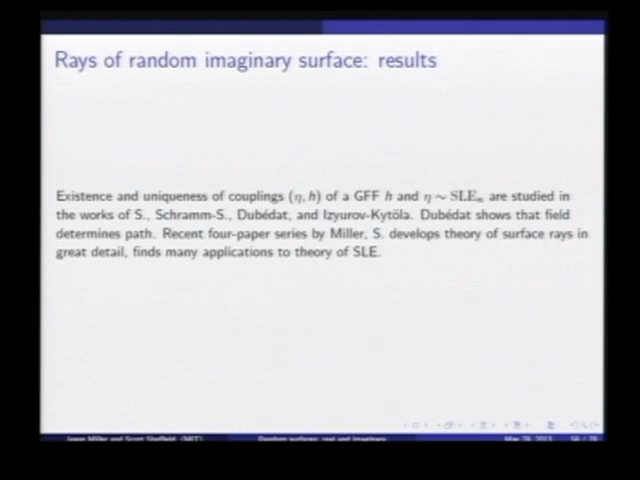 Rays of random imaginary surface: results
Existence and uniqueness of couplings (η, h) of a GFF h and η ∼ SLEκ are studied in
the works of S., Schramm-S., Dubédat, and Izyurov-Kytöla. Dubédat shows that field
determines path. Recent four-paper series by Miller, S. develops theory of surface rays in
great detail, finds many applications to theory of SLE.
Jason Miller and Scott Sheffield (MIT) Random surfaces: real and imaginary May 28, 2013